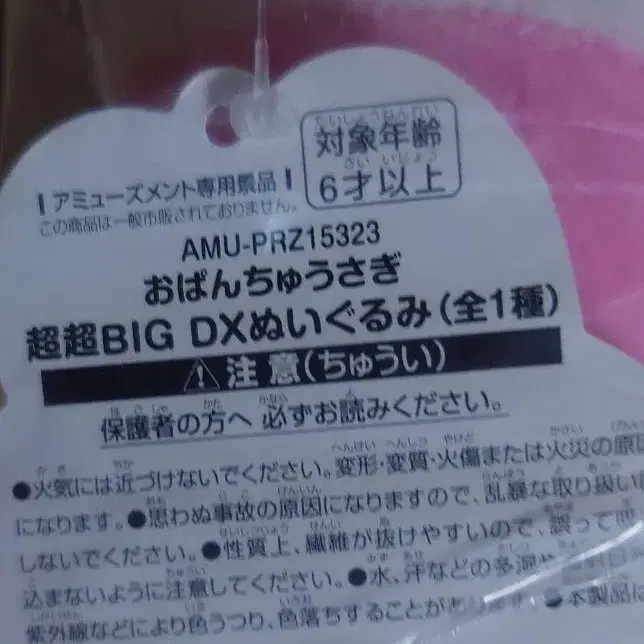 対象年齢
6才以上
アミューズメント専用景品
この商品は一般市販されておりません。
AMU-PRZ15323
おぱんちゅうさぎ
超超BIG DXぬいぐるみ(全1種)
注意(ちゅうい)
保護者の方へ 必ずお読みください。
●火気には近づけないでください。変形・変質・火傷または火災の原因
になります。●思わぬ事故の原因になりますので、乱暴な取り扱い
しないでください。●性質上、繊維が抜けやすいので、誤って
込まないように注意してください。●水、汗などの多湿
紫外線などにより色うつり、色落ちすることがあります。●本製品に